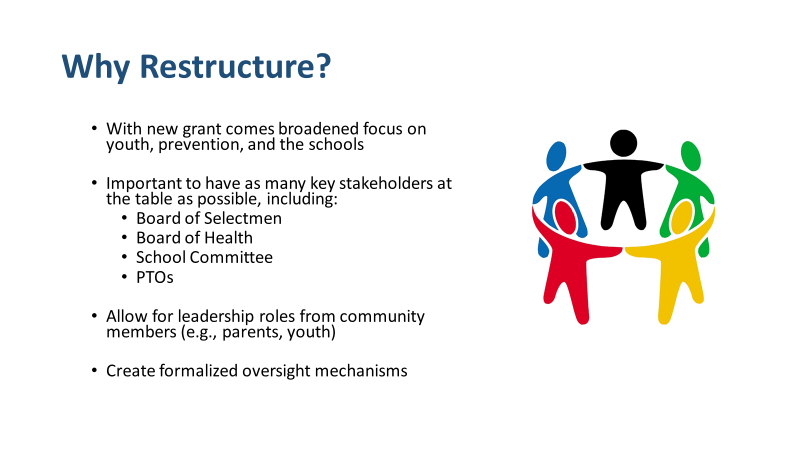 Why Restructure?
• With new grant comes broadened focus on
youth, prevention, and the schools
• Important to have as many key stakeholders at
the table as possible, including:
• Board of Selectmen
• Board of Health
• School Committee
• PTOs
• Allow for leadership roles from community
members (e.g., parents, youth)
• Create formalized oversight mechanisms